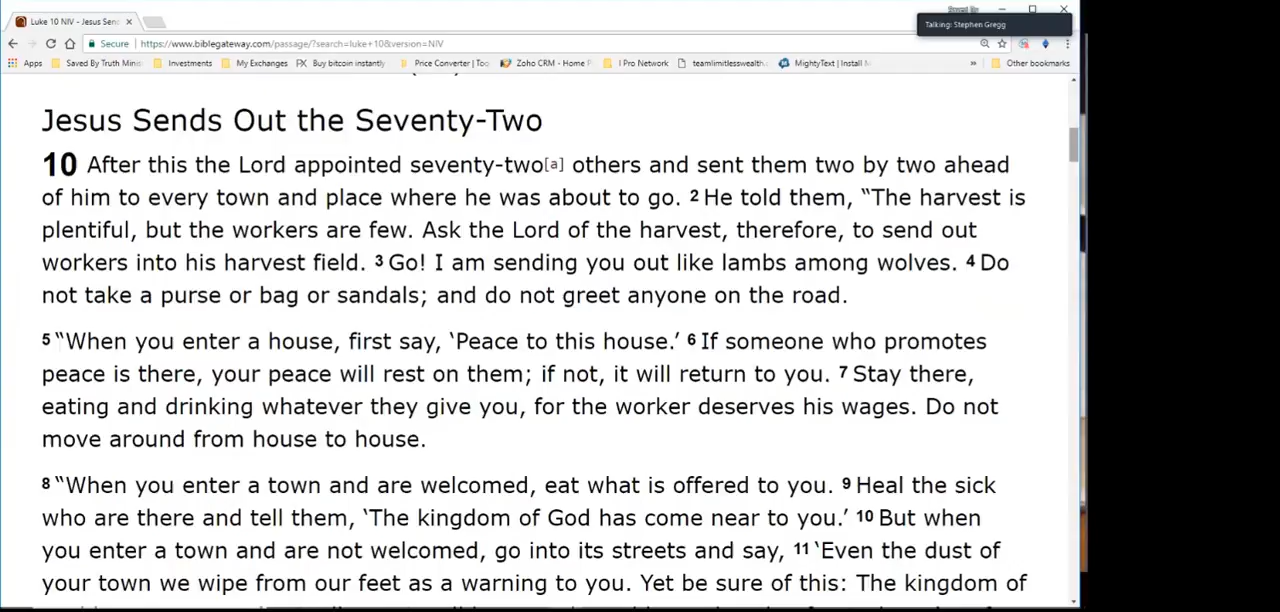 Luke 10 NIV - Jesus Sen
Talking: Stephen Gregg
Secure
https://www.biblegateway.com/passage/?search=luke+10&version=NIV
Apps Saved By Truth Mini Investments My Exchanges Buy bitcoin instantly Price Converter | Too Zoho CRM - Home P I Pro Network teamlimitlesswealth. MightyText | Install M » Other bookmarks
Jesus Sends Out the Seventy-Two
10 After this the Lord appointed seventy-two[a] others and sent them two by two ahead
of him to every town and place where he was about to go. 2 He told them, “The harvest is
plentiful, but the workers are few. Ask the Lord of the harvest, therefore, to send out
workers into his harvest field. 3 Go! I am sending you out like lambs among wolves. 4 Do
not take a purse or bag or sandals; and do not greet anyone on the road.
5 “When you enter a house, first say, ‘Peace to this house.’ 6 If someone who promotes
peace is there, your peace will rest on them; if not, it will return to you. 7 Stay there,
eating and drinking whatever they give you, for the worker deserves his wages. Do not
move around from house to house.
8 “When you enter a town and are welcomed, eat what is offered to you. 9 Heal the sick
who are there and tell them, ‘The kingdom of God has come near to you.’ 10 But when
you enter a town and are not welcomed, go into its streets and say, 11 ‘Even the dust of
your town we wipe from our feet as a warning to you. Yet be sure of this: The kingdom of